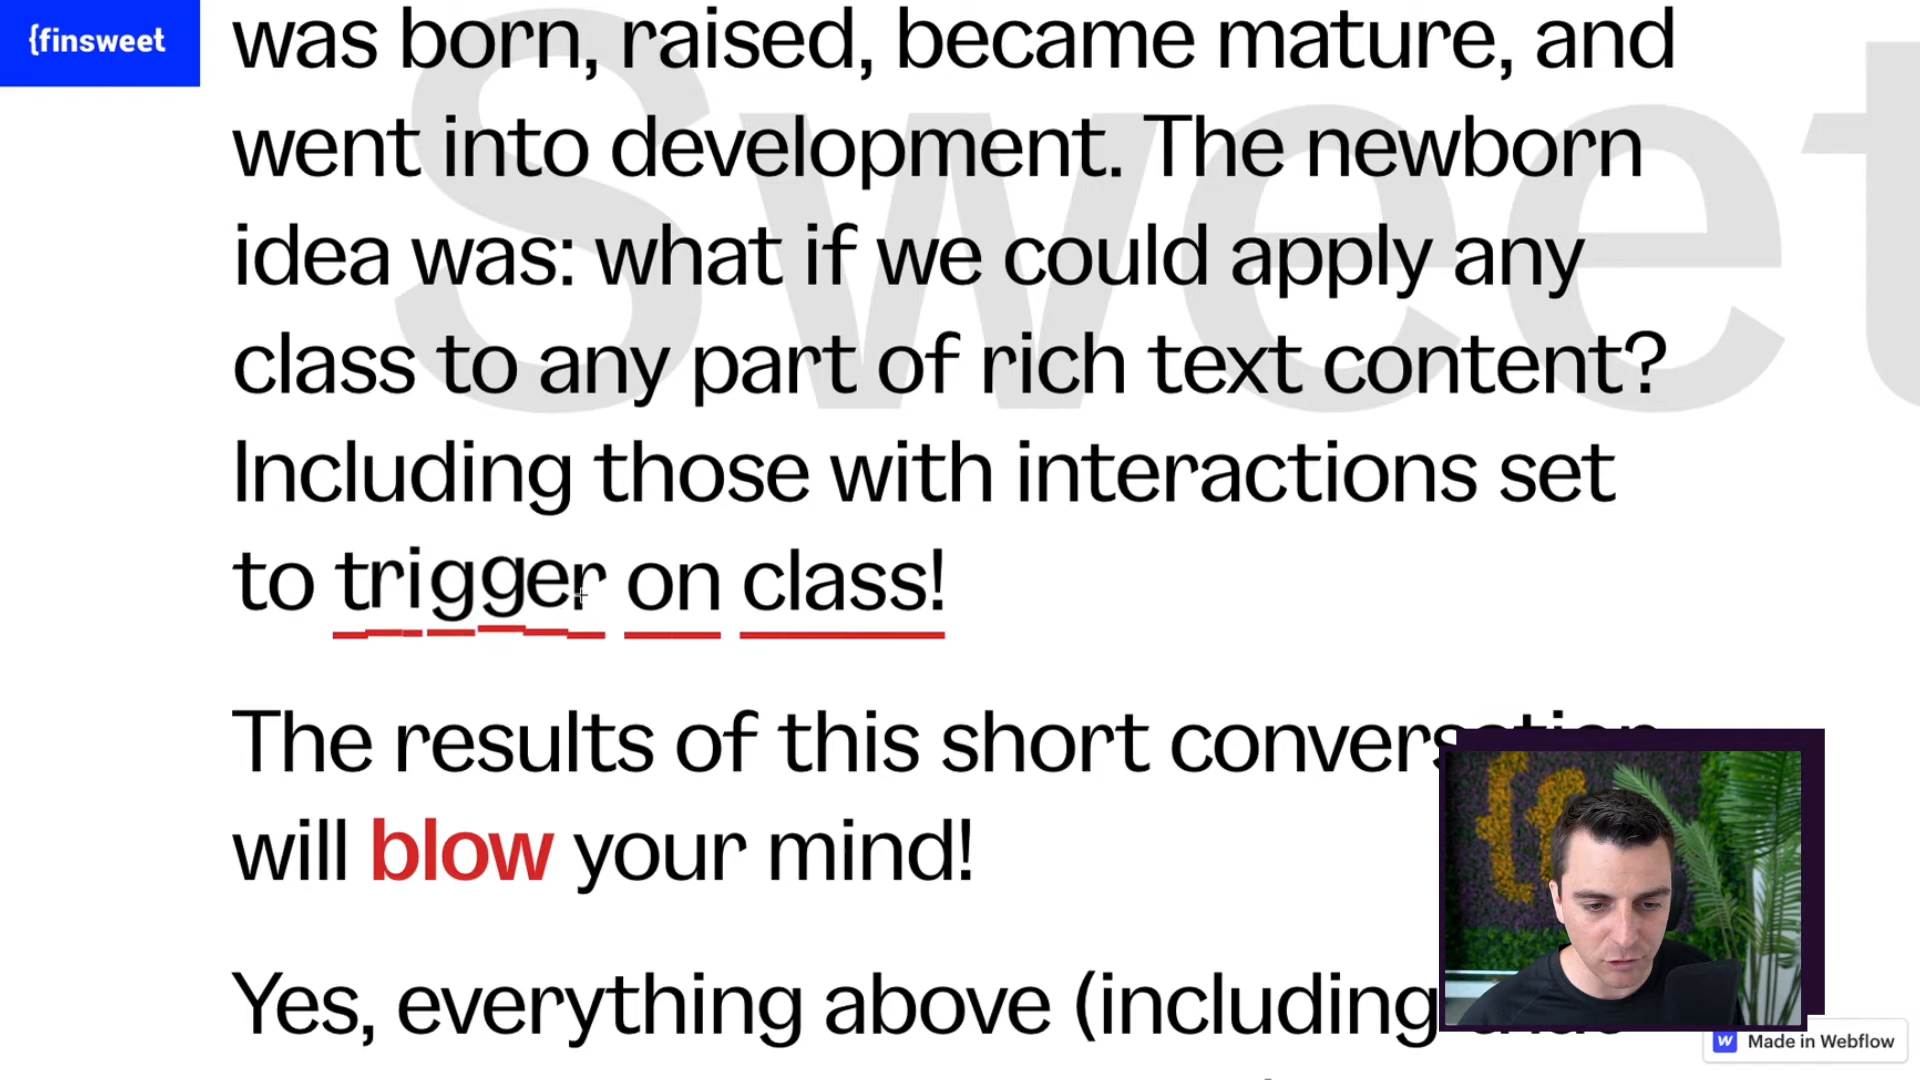 {finsweet
Sweet
was born, raised, became mature, and
went into development. The newborn
idea was: what if we could apply any
class to any part of rich text content?
Including those with interactions set
to trigger on class!
The results of this short conversation
will blow your mind!
Yes, everything above (including
Made in Webflow